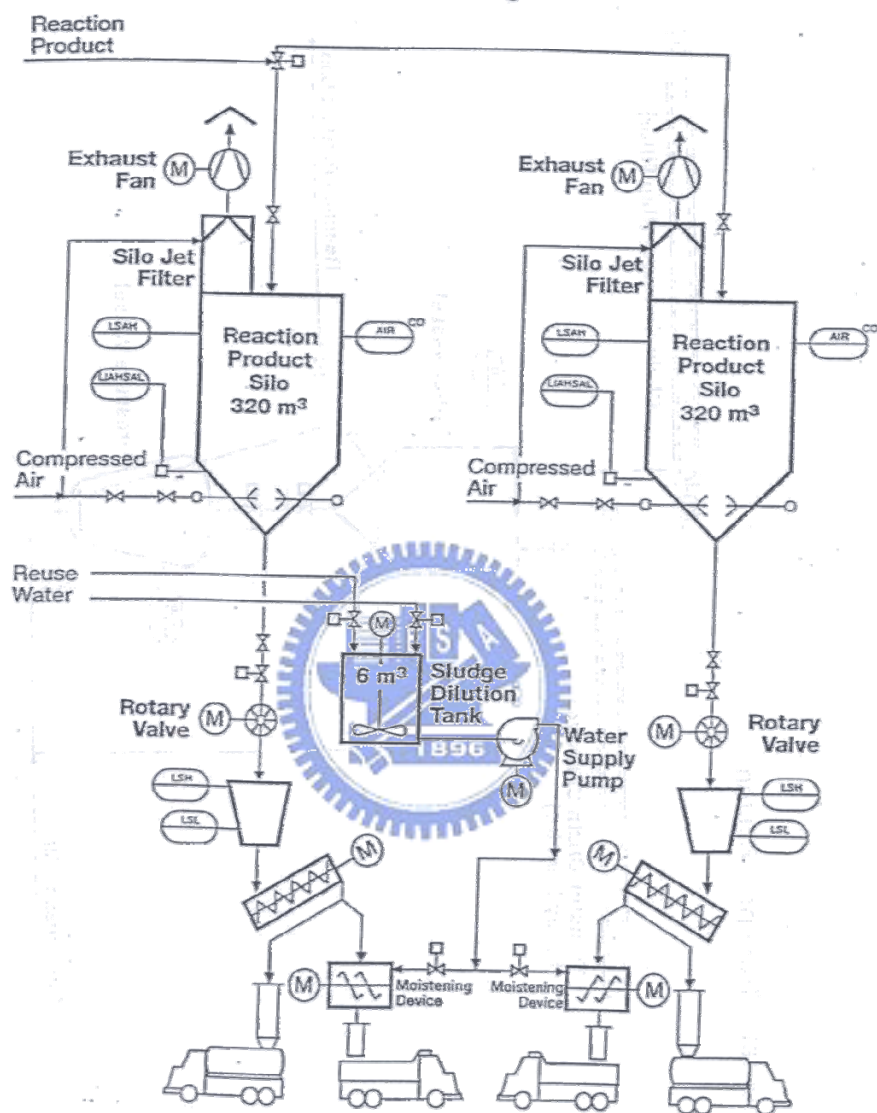 Reaction
Product
Exhaust
Fan
M
Exhaust
Fan
M
Silo Jet
Filter
Silo Jet
Filter
LSAH
AIR
CO
LSAH
AIR
CO
Reaction
Product
Silo
320 m³
Reaction
Product
Silo
320 m³
LIAHSAL
LIAHSAL
Compressed
Air
Compressed
Air
Reuse
Water
M
S A
6 m³
Sludge
Dilution
Tank
1896
Rotary
Valve
M
Water
Supply
Pump
M
M
Rotary
Valve
LSH
LSL
LSH
LSL
M
M
M
Moistening
Device
Moistening
Device
M